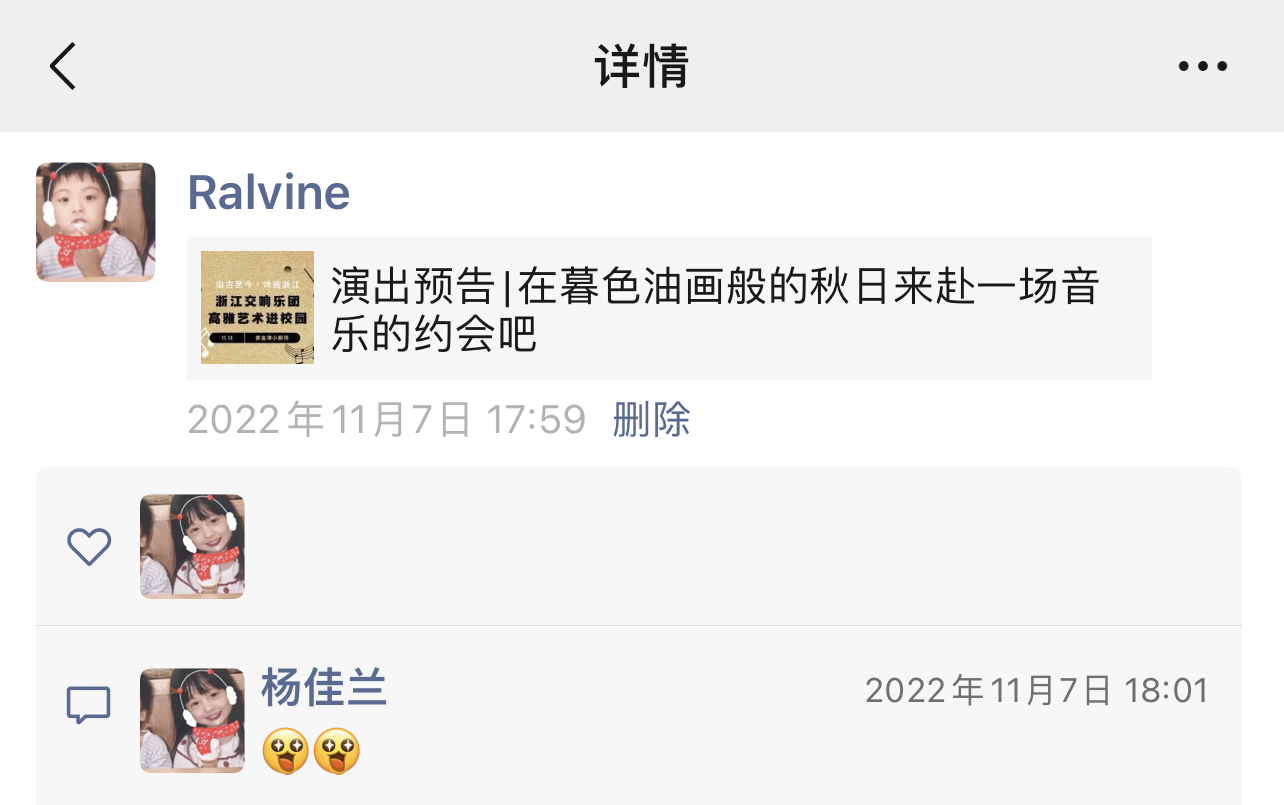 详情
Ralvine
由古至今·诗画浙江
浙江交响乐团
高雅艺术进校园
演出预告|在暮色油画般的秋日来赴一场音
乐的约会吧
2022年11月7日 17:59 删除
杨佳兰
2022年11月7日 18:01